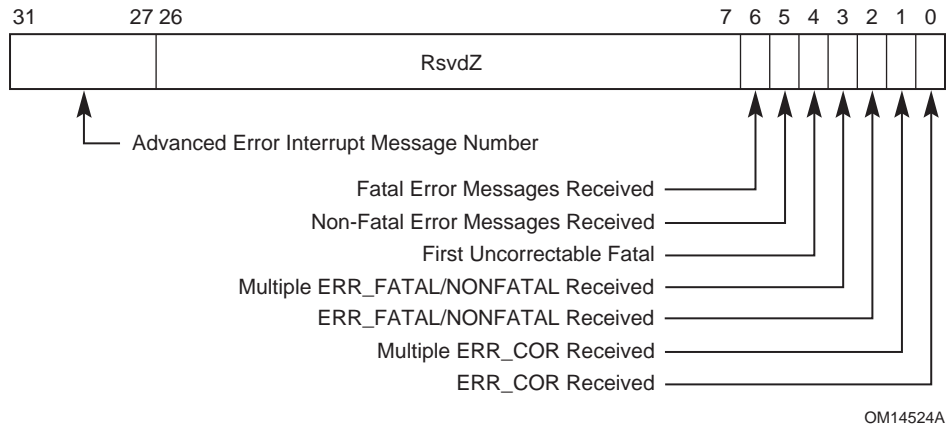 31 27 26 7 6 5 4 3 2 1 0
RsvdZ
Advanced Error Interrupt Message Number
Fatal Error Messages Received
Non-Fatal Error Messages Received
First Uncorrectable Fatal
Multiple ERR_FATAL/NONFATAL Received
ERR_FATAL/NONFATAL Received
Multiple ERR_COR Received
ERR_COR Received
OM14524A